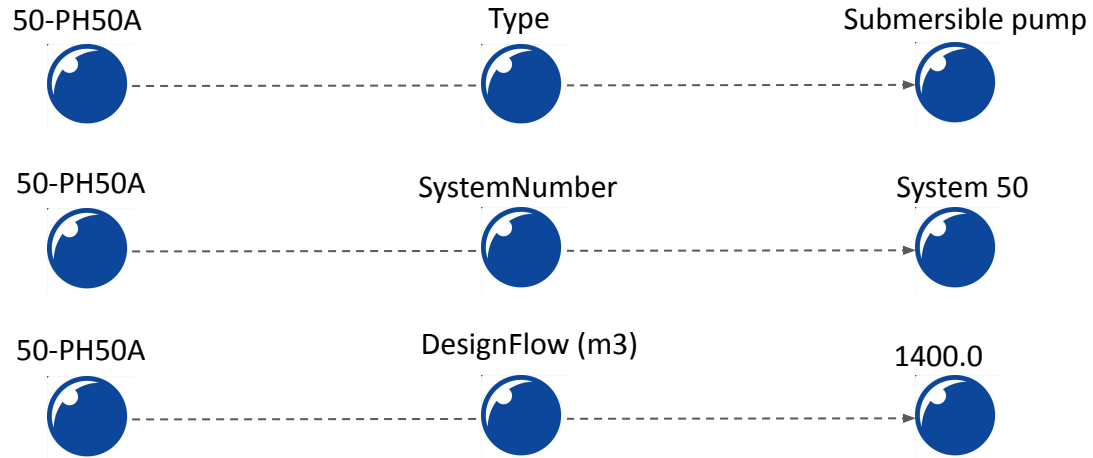 50-PH50A Type Submersible pump
50-PH50A SystemNumber System 50
50-PH50A DesignFlow (m3) 1400.0